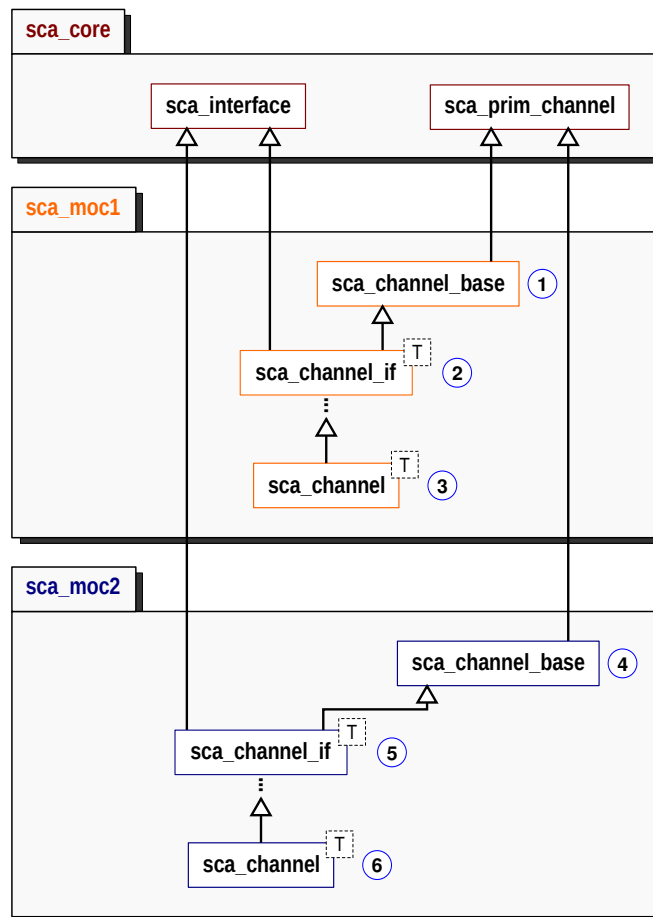 sca_core
sca_interface
sca_prim_channel
sca_moc1
sca_channel_base
1
T
sca_channel_if
2
T
sca_channel
3
sca_moc2
sca_channel_base
4
T
sca_channel_if
5
T
sca_channel
6